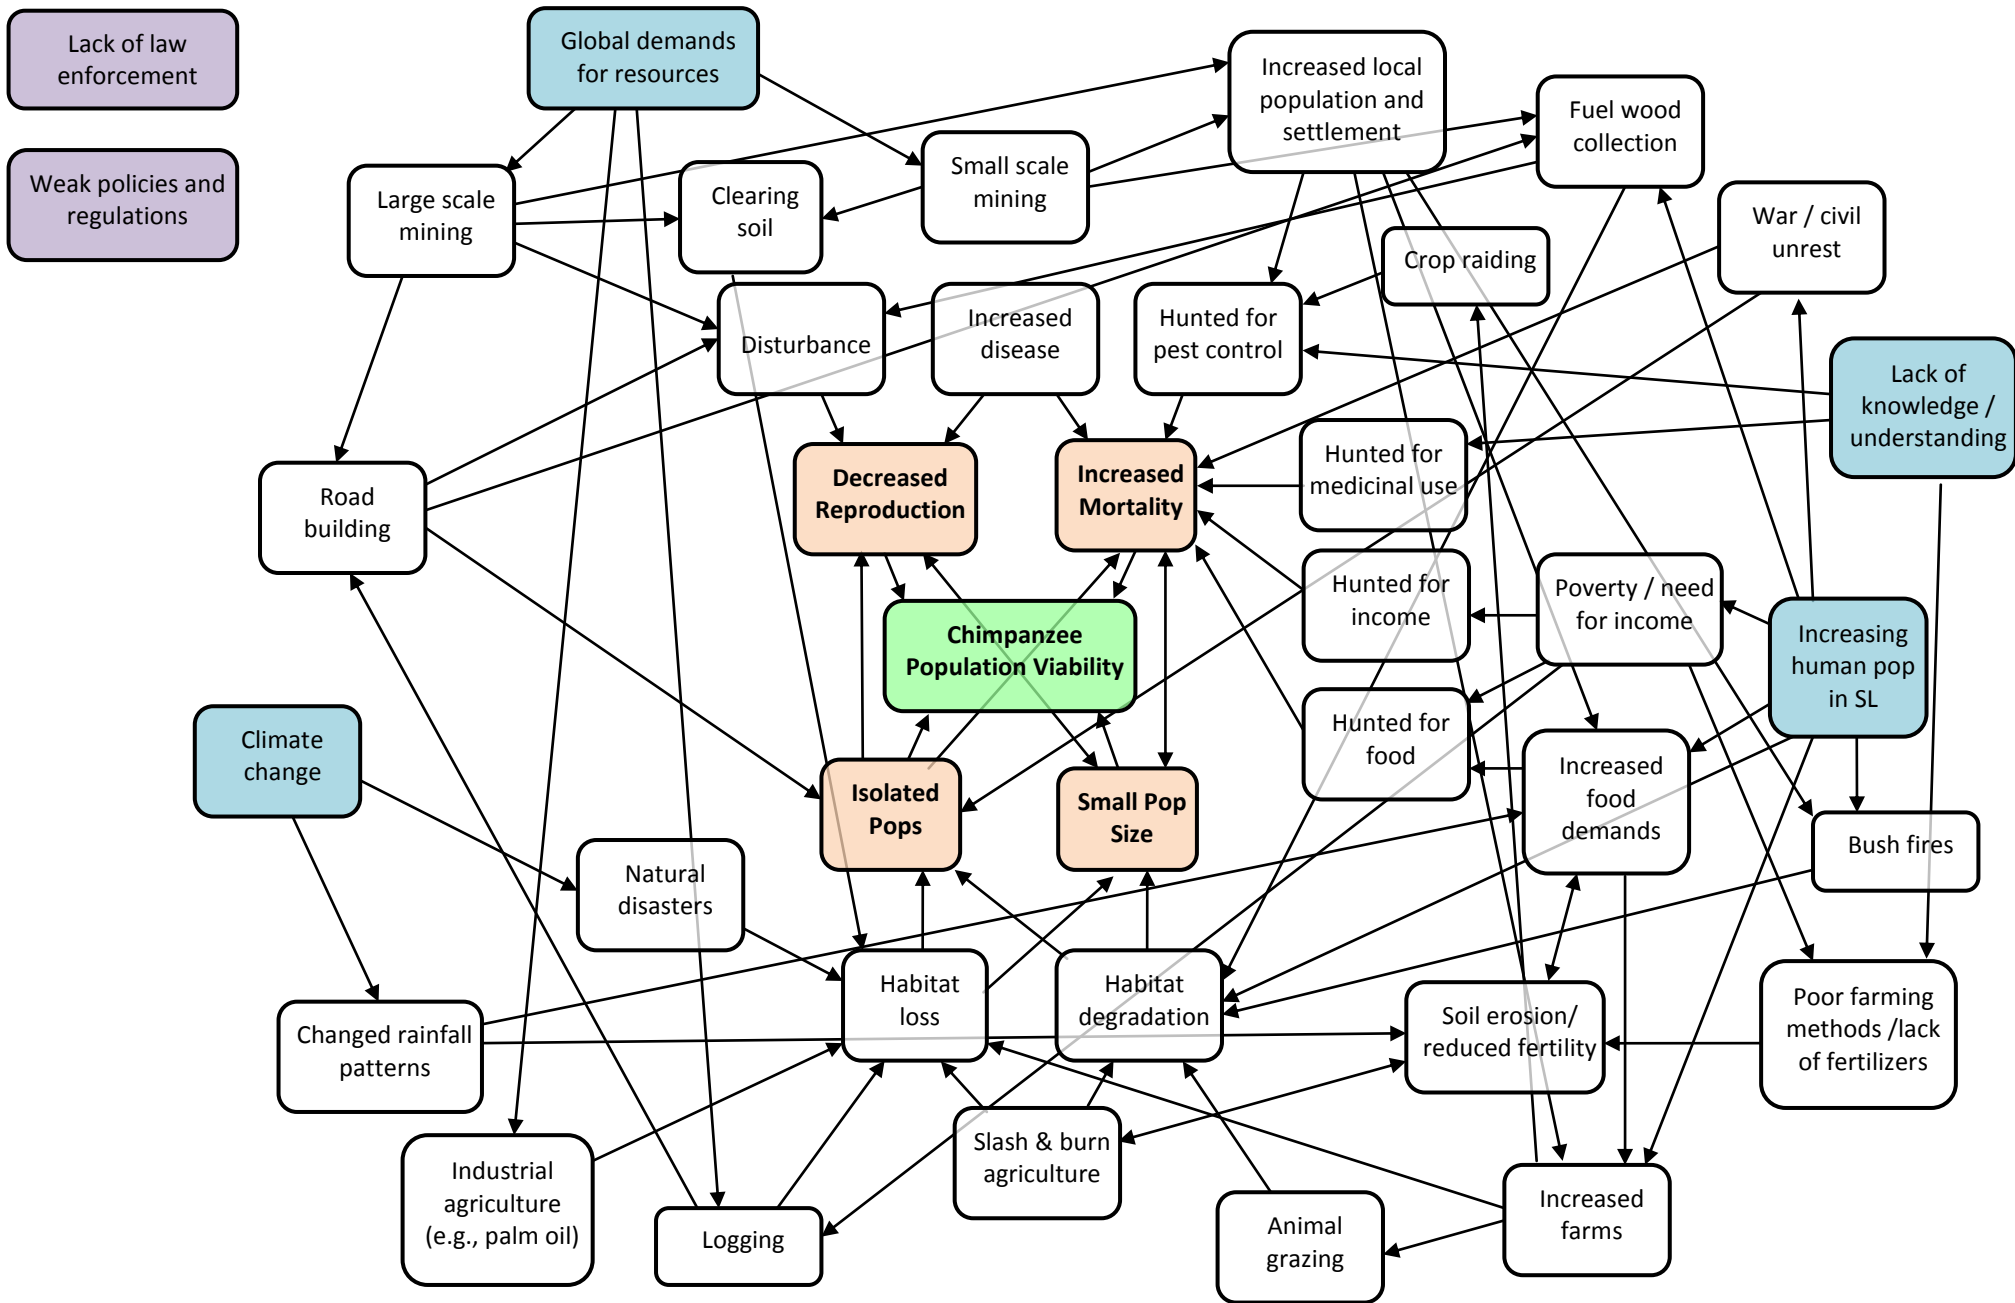 Lack of law
enforcement
Global demands
for resources
Increased local
population and
settlement
Fuel wood
collection
Weak policies and
regulations
Large scale
mining
Clearing
soil
Small scale
mining
War / civil
unrest
Crop raiding
Disturbance
Increased
disease
Hunted for
pest control
Lack of
knowledge /
understanding
Road
building
Decreased
Reproduction
Increased
Mortality
Hunted for
medicinal use
Hunted for
income
Poverty / need
for income
Chimpanzee
Population Viability
Increasing
human pop
in SL
Climate
change
Isolated
Pops
Small Pop
Size
Hunted for
food
Increased
food
demands
Bush fires
Natural
disasters
Changed rainfall
patterns
Habitat
loss
Habitat
degradation
Soil erosion/
reduced fertility
Poor farming
methods /lack
of fertilizers
Industrial
agriculture
(e.g., palm oil)
Logging
Slash & burn
agriculture
Animal
grazing
Increased
farms